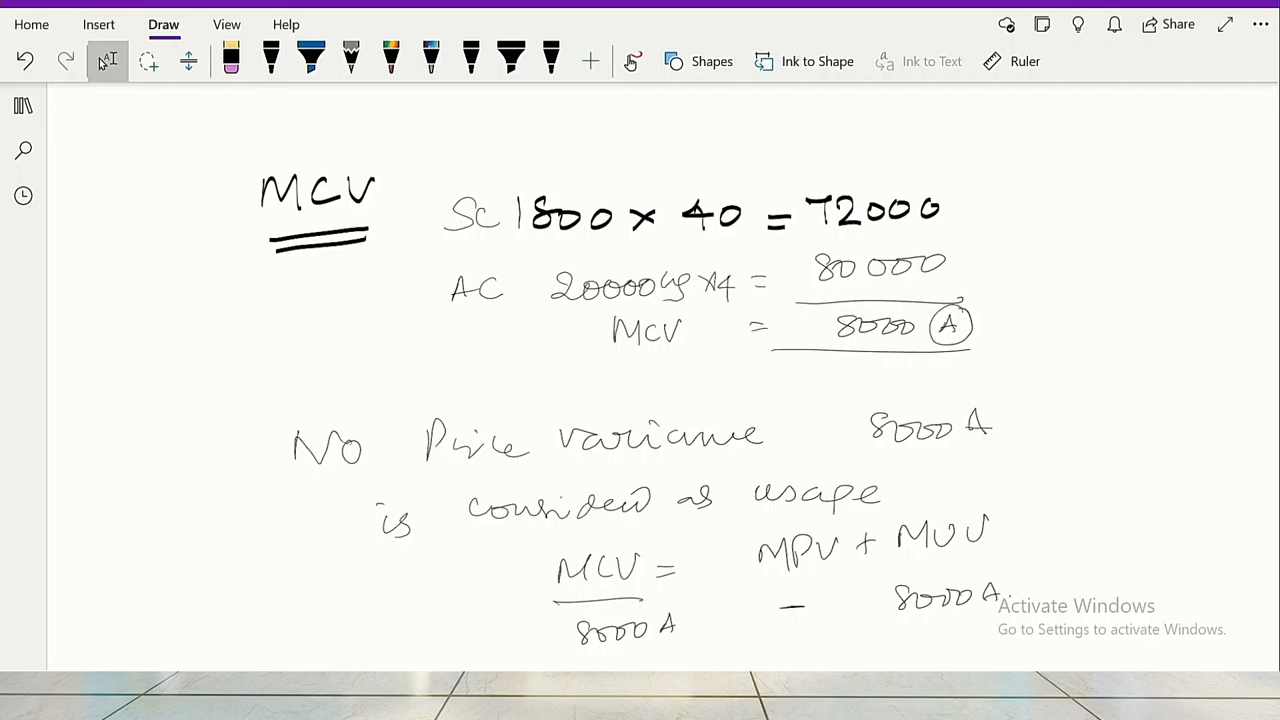 Home Insert Draw View Help Share
Shapes Ink to Shape Ink to Text Ruler
MCV
SC 1800 × 40 = 72000
AC 20000kg × 4 = 80000
MCV = 8000 A
No Price variance 8000 A
is considered as usage
MCV = MPV + MUV
8000 A – 8000 A.
Activate Windows
Go to Settings to activate Windows.